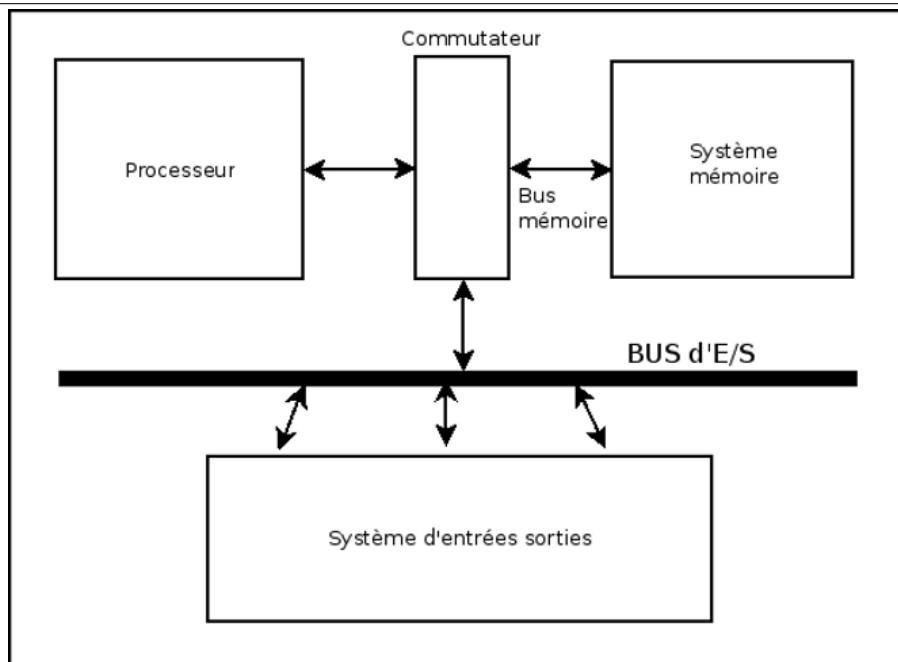 Commutateur
Processeur
Système
mémoire
Bus
mémoire
BUS d'E/S
Système d'entrées sorties